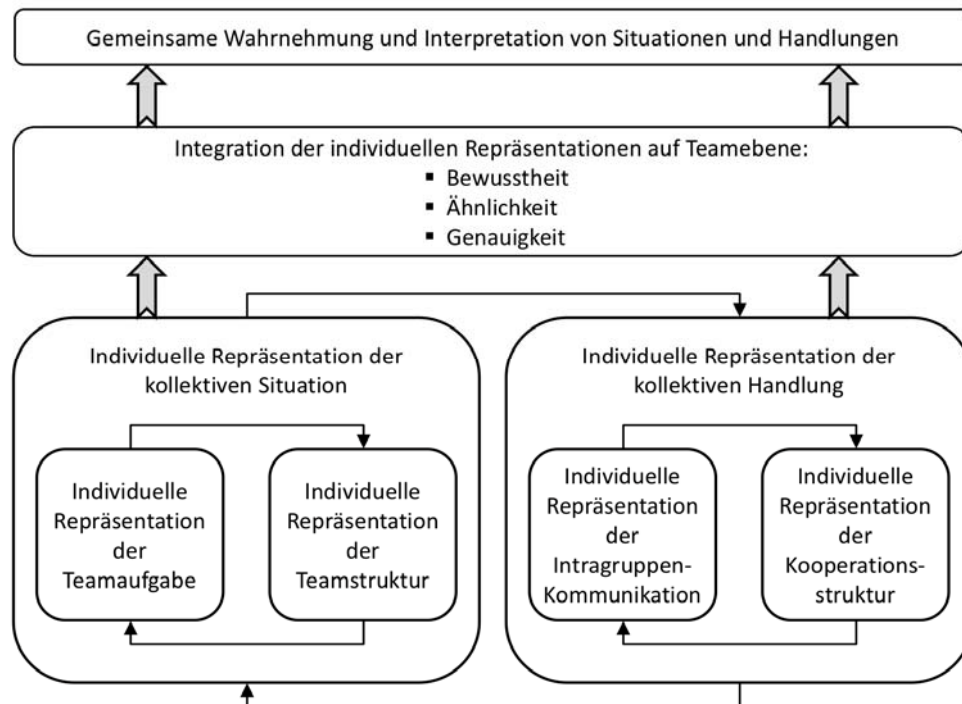 Gemeinsame Wahrnehmung und Interpretation von Situationen und Handlungen
Integration der individuellen Repräsentationen auf Teamebene:
▪ Bewusstheit
▪ Ähnlichkeit
▪ Genauigkeit
Individuelle Repräsentation der
kollektiven Situation
Individuelle
Repräsentation
der
Teamaufgabe
Individuelle
Repräsentation
der
Teamstruktur
Individuelle Repräsentation der
kollektiven Handlung
Individuelle
Repräsentation
der
Intragruppen-
Kommunikation
Individuelle
Repräsentation
der
Kooperations-
struktur